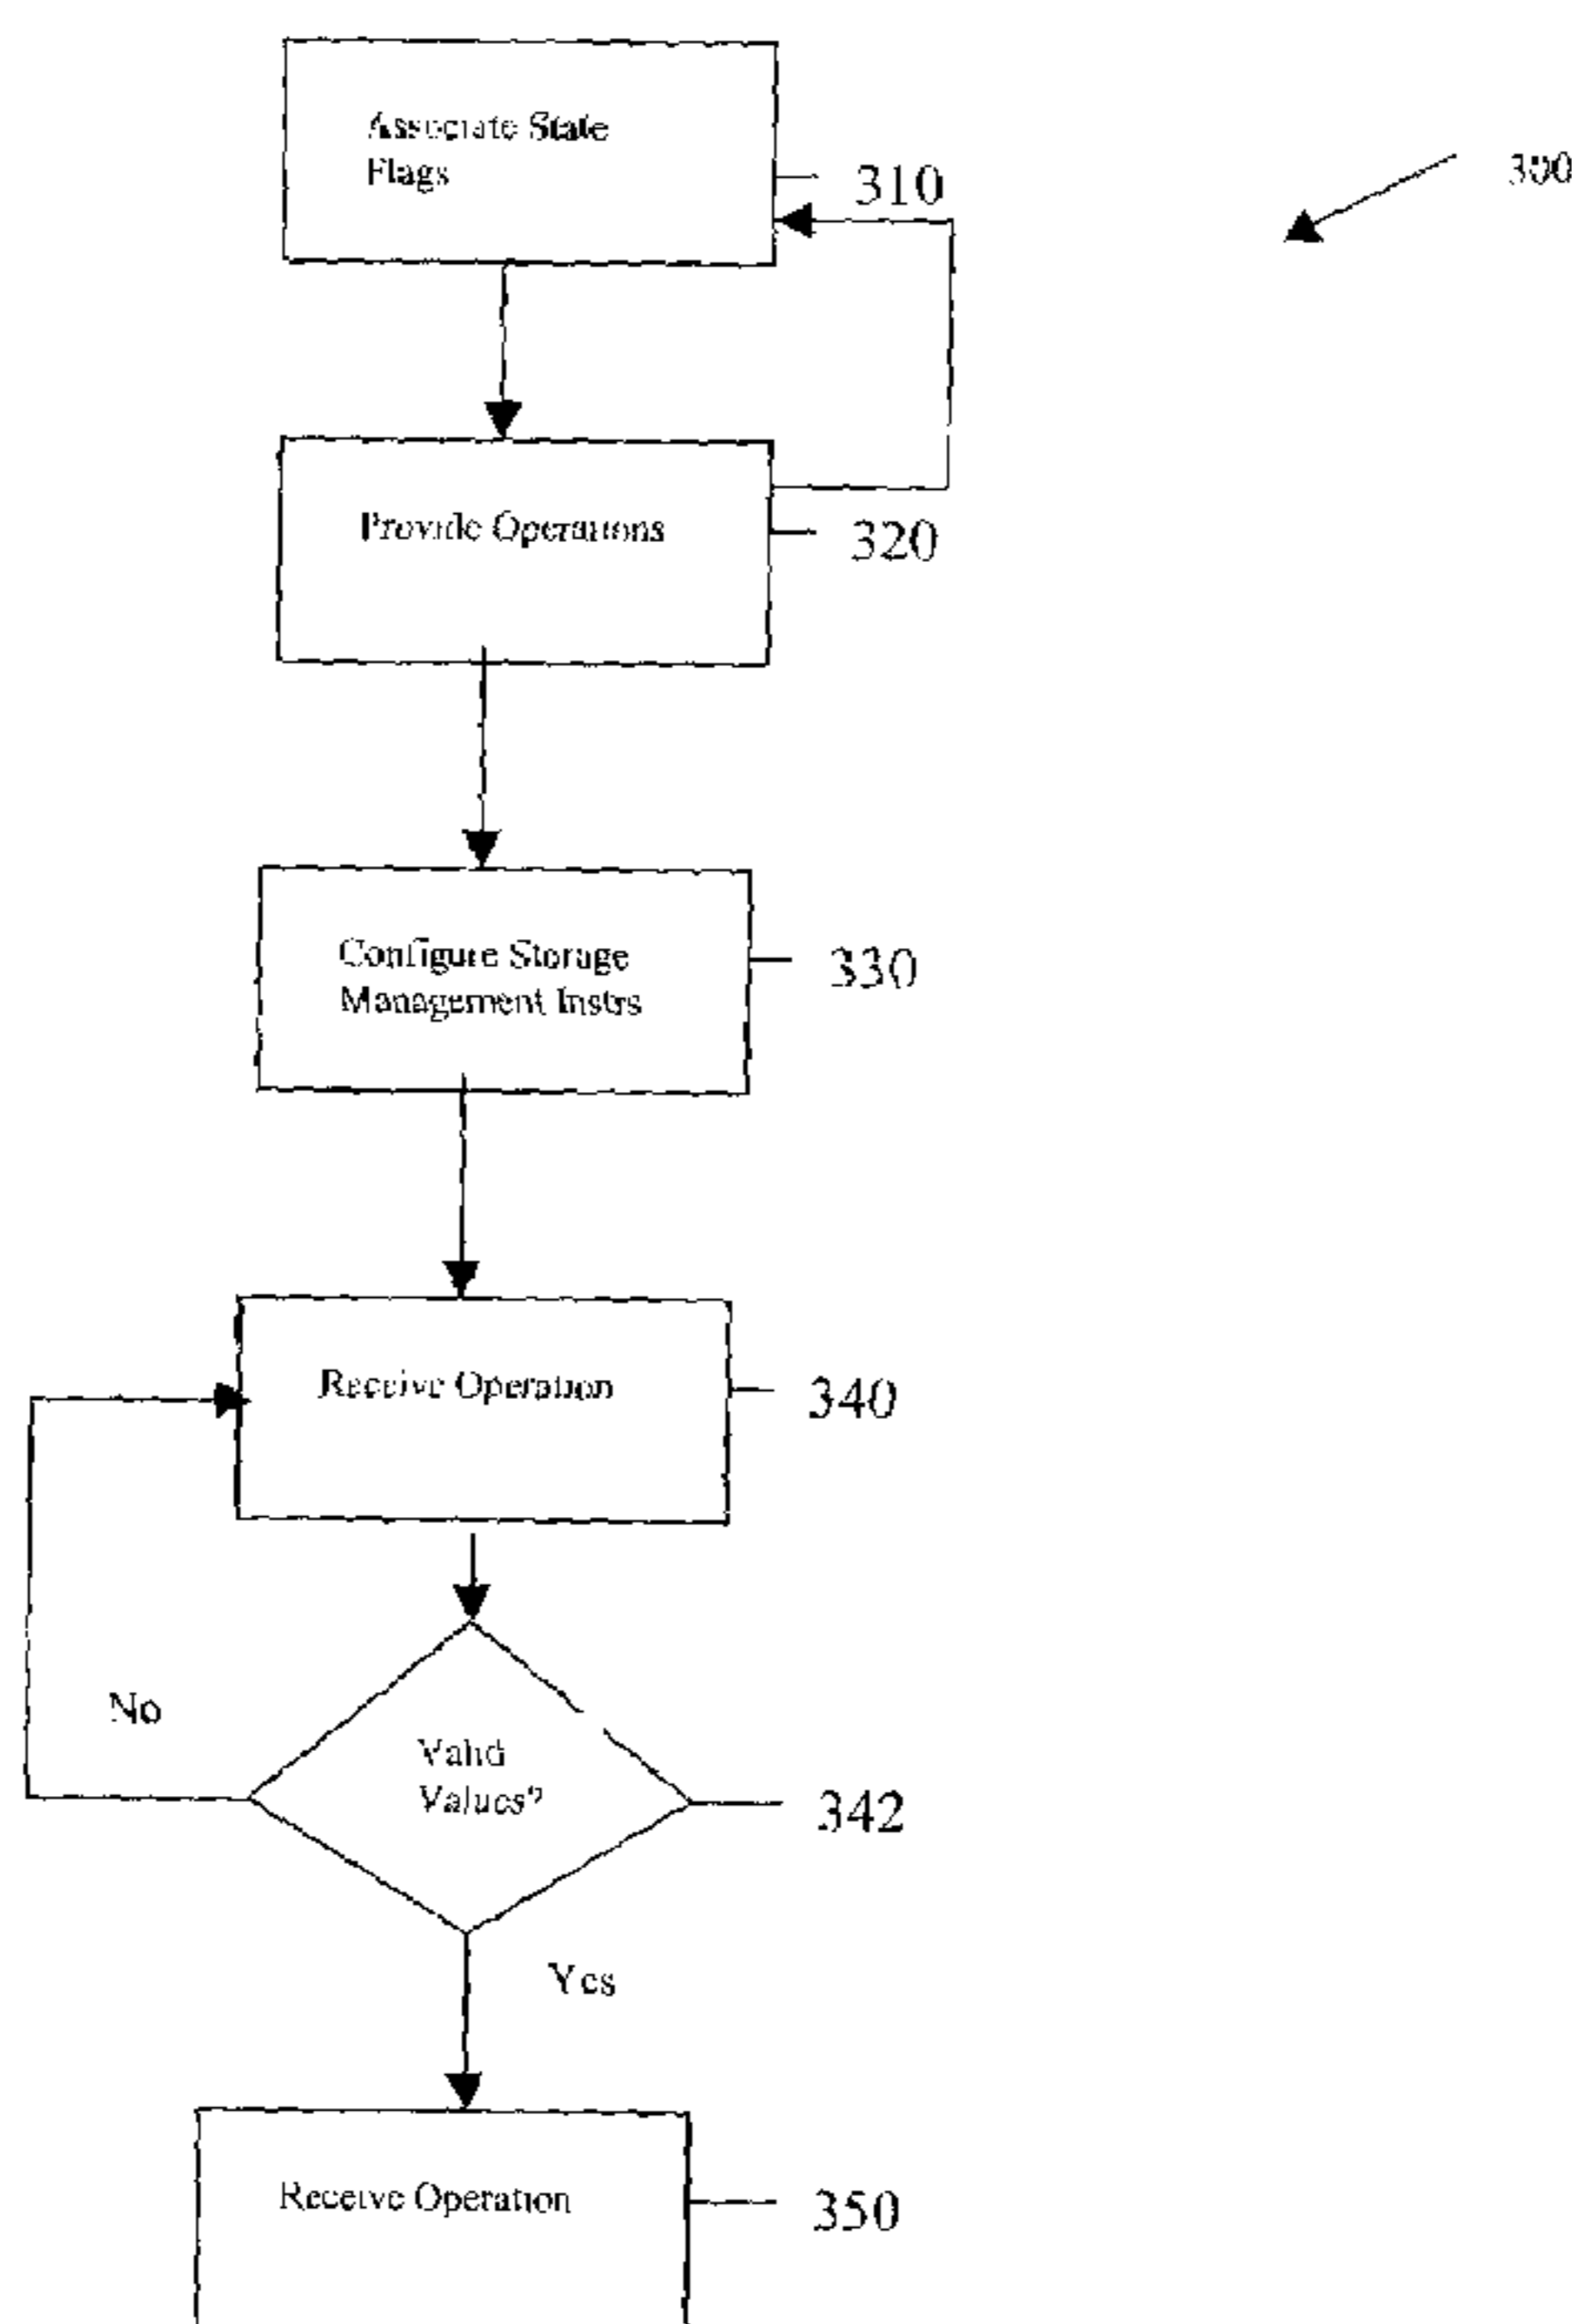 Associate State
Flags
310
300
Provide Operations
320
Configure Storage
Management Instrs
330
Receive Operation
340
No
Valid
Values?
342
Yes
Receive Operation
350